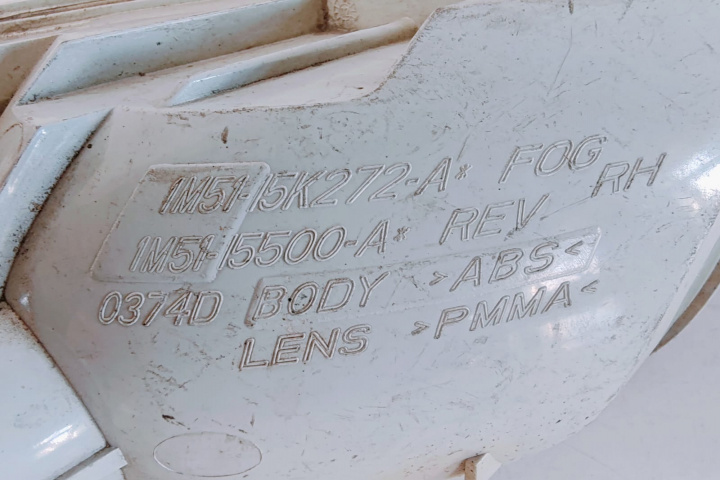 1M51-15K272-A* FOG
1M51-15500-A* REV. RH
0374D BODY >ABS<
LENS >PMMA<